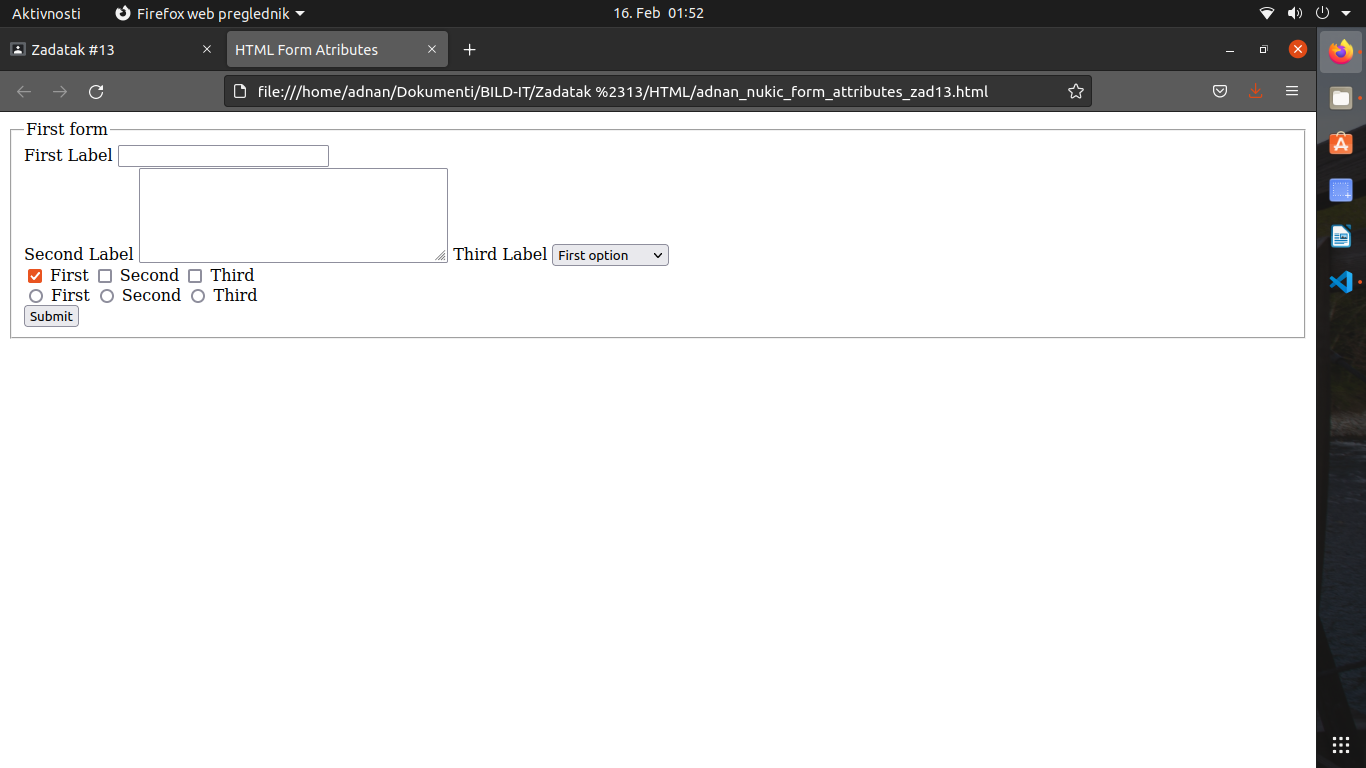 Aktivnosti Firefox web preglednik 16. Feb 01:52
Zadatak #13 HTML Form Atributes
file:///home/adnan/Dokumenti/BILD-IT/Zadatak %2313/HTML/adnan_nukic_form_attributes_zad13.html
First form
First Label
Second Label Third Label First option
First Second Third
First Second Third
Submit